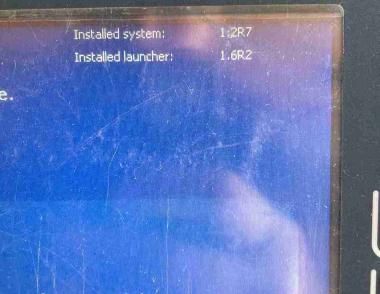 Installed system: 1.2R7
Installed launcher: 1.6R2
e.